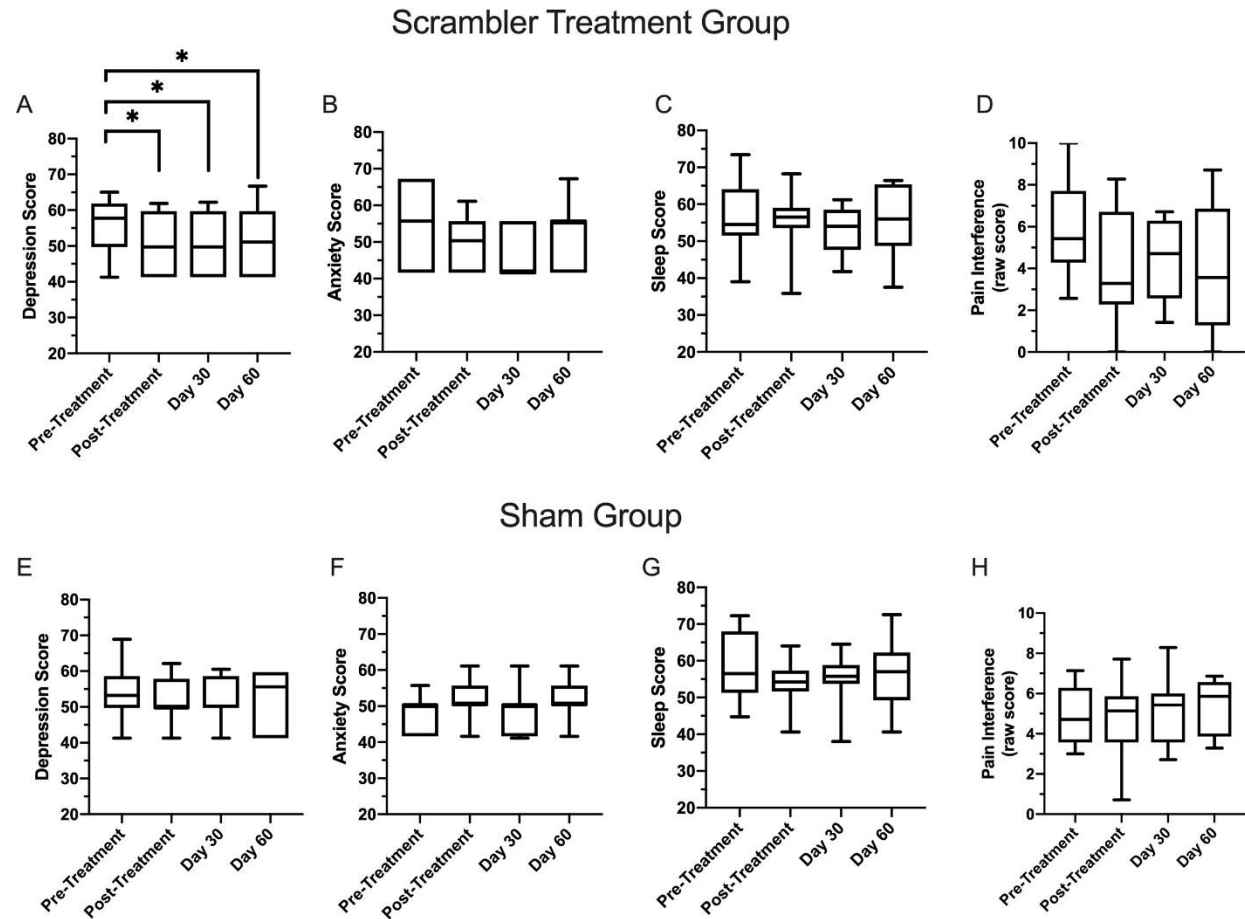 Scrambler Treatment Group
A
* * *
Depression Score
80
70
60
50
40
30
20
Pre-Treatment
Post-Treatment
Day 30
Day 60
B
Anxiety Score
80
70
60
50
40
30
20
Pre-Treatment
Post-Treatment
Day 30
Day 60
C
Sleep Score
80
70
60
50
40
30
20
Pre-Treatment
Post-Treatment
Day 30
Day 60
D
Pain Interference
(raw score)
10
8
6
4
2
0
Pre-Treatment
Post-Treatment
Day 30
Day 60
Sham Group
E
Depression Score
80
70
60
50
40
30
20
Pre-Treatment
Post-Treatment
Day 30
Day 60
F
Anxiety Score
80
70
60
50
40
30
20
Pre-Treatment
Post-Treatment
Day 30
Day 60
G
Sleep Score
80
70
60
50
40
30
20
Pre-Treatment
Post-Treatment
Day 30
Day 60
H
Pain Interference
(raw score)
10
8
6
4
2
0
Pre-Treatment
Post-Treatment
Day 30
Day 60